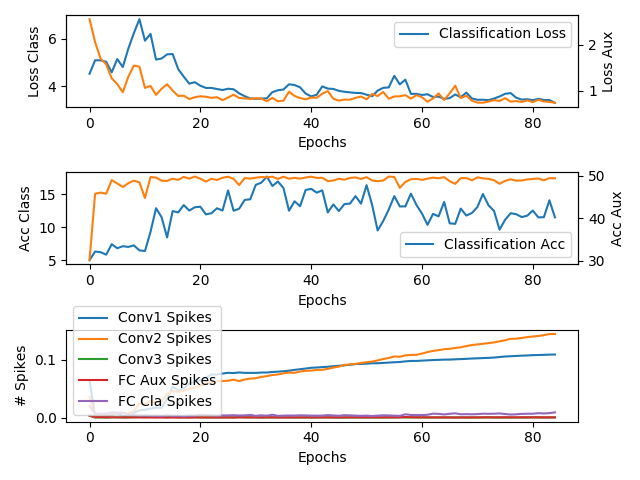 Loss Class
6
4
Classification Loss
2
1
Loss Aux
0 20 40 60 80
Epochs
Acc Class
15
10
5
Classification Acc
50
40
30
Acc Aux
0 20 40 60 80
Epochs
# Spikes
0.1
0.0
Conv1 Spikes
Conv2 Spikes
Conv3 Spikes
FC Aux Spikes
FC Cla Spikes
0 20 40 60 80
Epochs